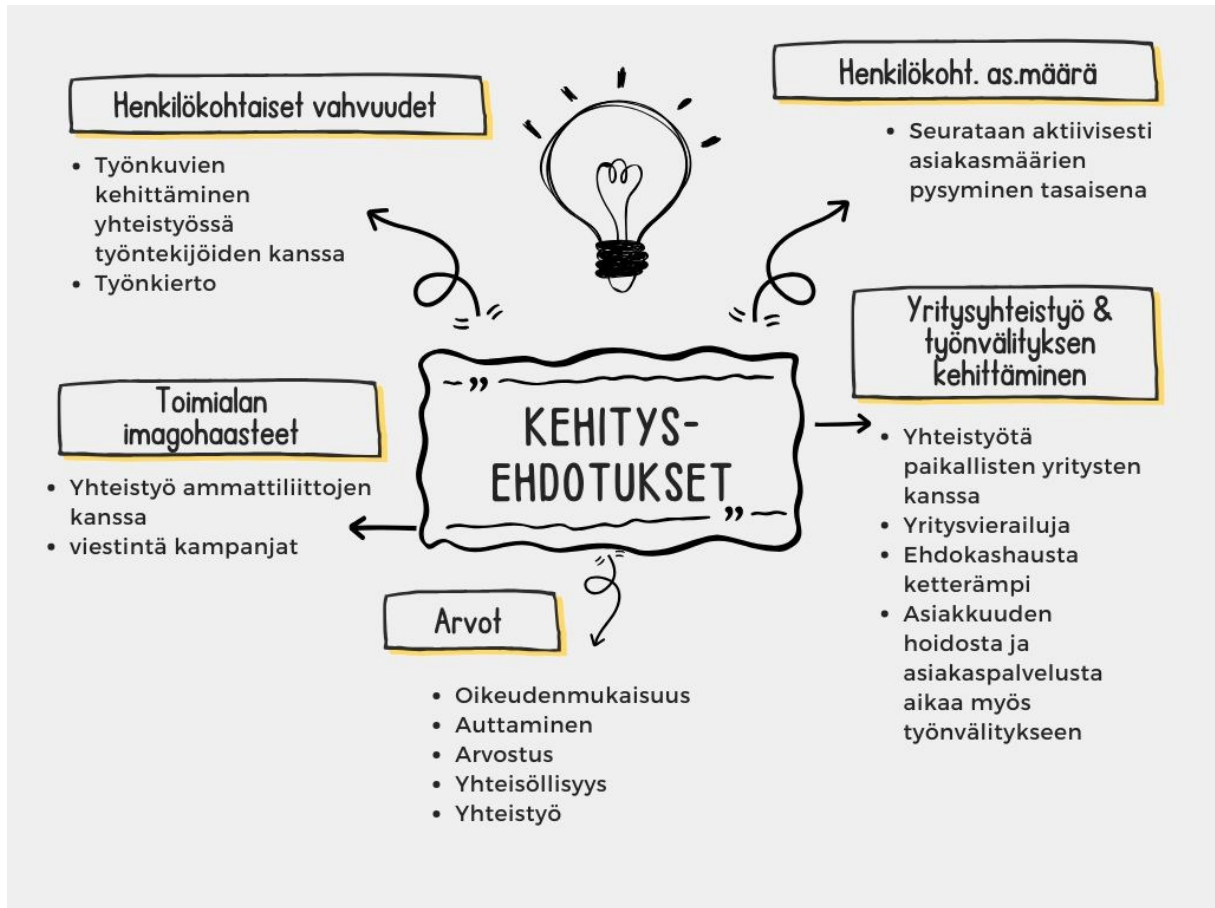 Henkilökohtaiset vahvuudet
• Työnkuvien
kehittäminen
yhteistyössä
työntekijöiden kanssa
• Työnkierto
Henkilökoht. as.määrä
• Seurataan aktiivisesti
asiakasmäärien
pysyminen tasaisena
Toimialan
imagohaasteet
• Yhteistyö ammattiliittojen
kanssa
• viestintä kampanjat
KEHITYS-
EHDOTUKSET
Yritysyhteistyö &
työnvälityksen
kehittäminen
• Yhteistyötä
paikallisten yritysten
kanssa
• Yritysvierailuja
• Ehdokashausta
ketterämpi
• Asiakkuuden
hoidosta ja
asiakaspalvelusta
aikaa myös
työnvälitykseen
Arvot
• Oikeudenmukaisuus
• Auttaminen
• Arvostus
• Yhteisöllisyys
• Yhteistyö